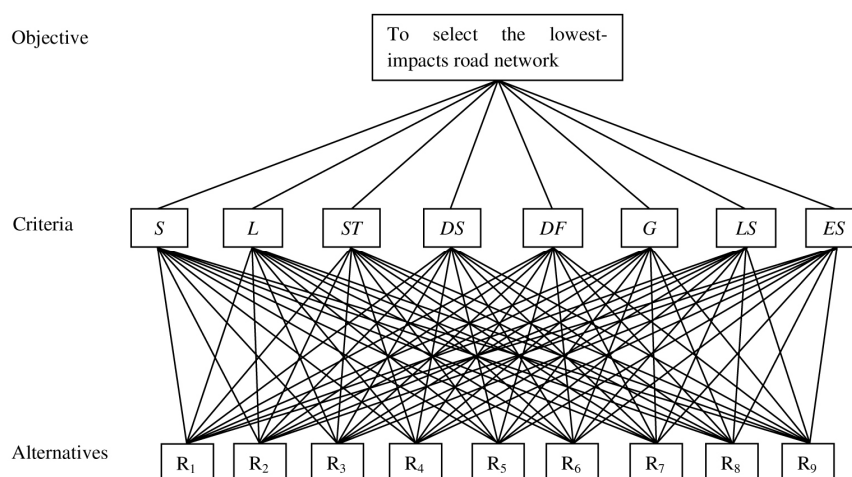 Objective
To select the lowest-
impacts road network
Criteria
S L ST DS DF G LS ES
Alternatives
R₁ R₂ R₃ R₄ R₅ R₆ R₇ R₈ R₉